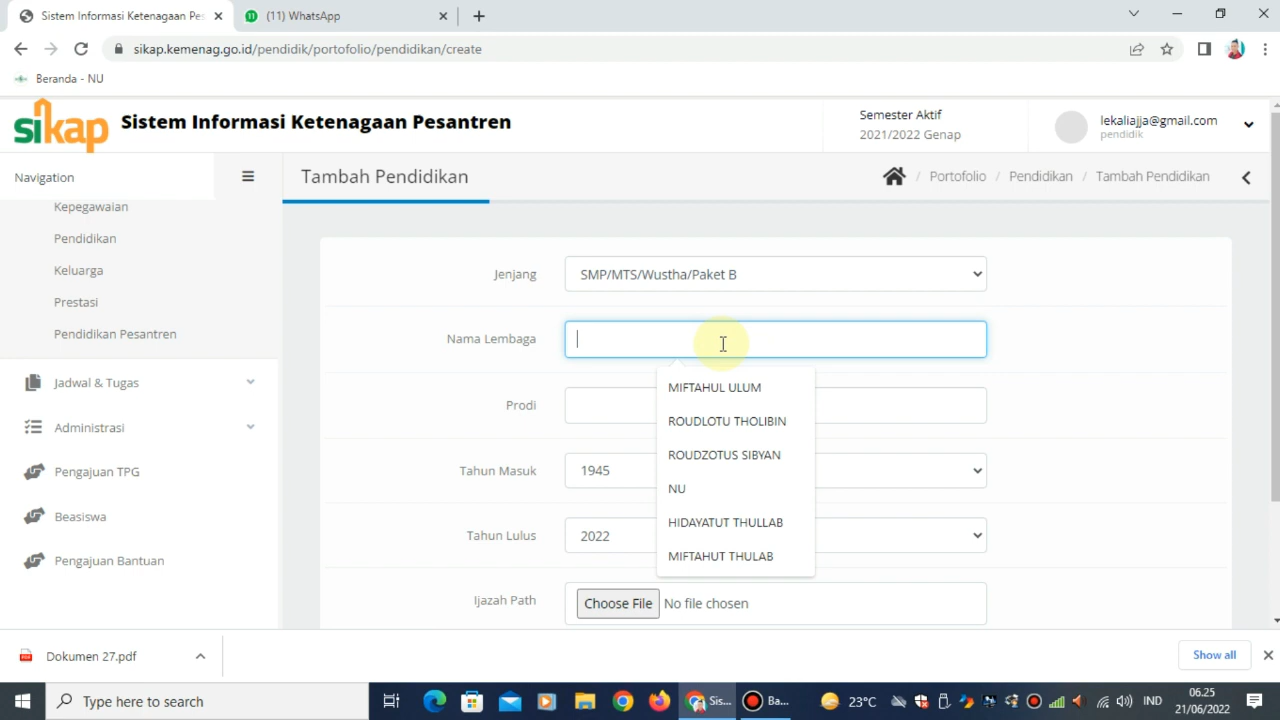 Sistem Informasi Ketenagaan Pes
(11) WhatsApp
sikap.kemenag.go.id/pendidik/portofolio/pendidikan/create
Beranda - NU
sikap
Sistem Informasi Ketenagaan Pesantren
Semester Aktif
2021/2022 Genap
lekaliajja@gmail.com
pendidik
Navigation
Tambah Pendidikan
/ Portofolio / Pendidikan / Tambah Pendidikan
Kepegawaian
Pendidikan
Keluarga
Prestasi
Pendidikan Pesantren
Jadwal & Tugas
Administrasi
Pengajuan TPG
Beasiswa
Pengajuan Bantuan
Jenjang
SMP/MTS/Wustha/Paket B
Nama Lembaga
MIFTAHUL ULUM
ROUDLOTU THOLIBIN
ROUDZOTUS SIBYAN
NU
HIDAYATUT THULLAB
MIFTAHUT THULAB
Prodi
Tahun Masuk
1945
Tahun Lulus
2022
Ijazah Path
Choose File No file chosen
Dokumen 27.pdf
Show all
Type here to search
Sis...
Ba...
23°C
IND
06.25
21/06/2022